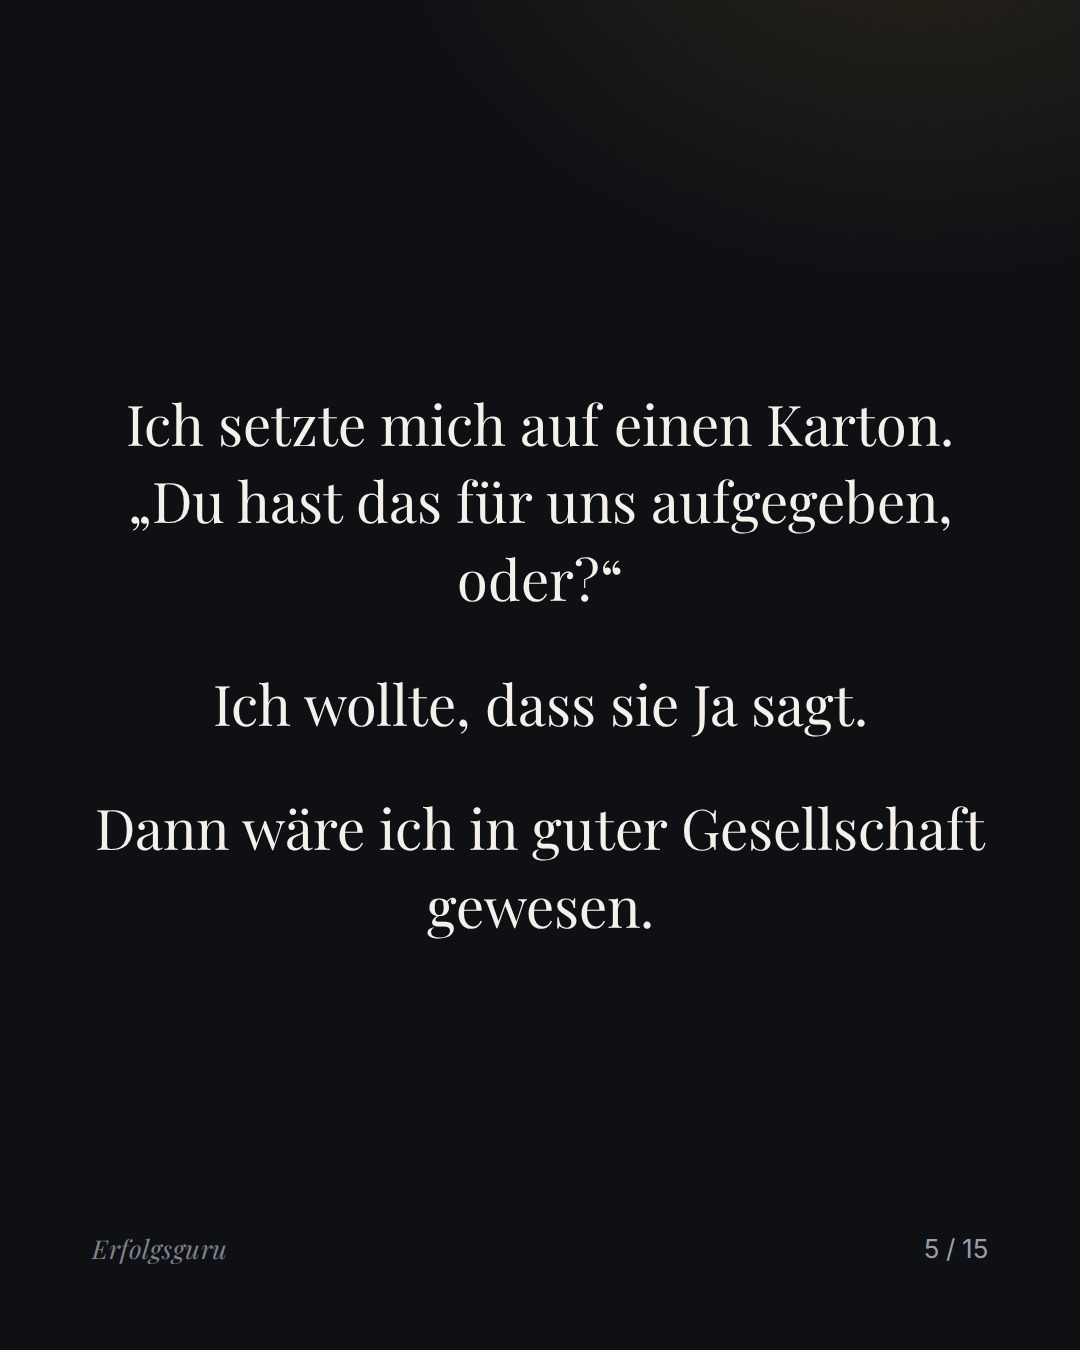 Ich setzte mich auf einen Karton.
„Du hast das für uns aufgegeben,
oder?“
Ich wollte, dass sie Ja sagt.
Dann wäre ich in guter Gesellschaft
gewesen.
Erfolgsguru
5 / 15